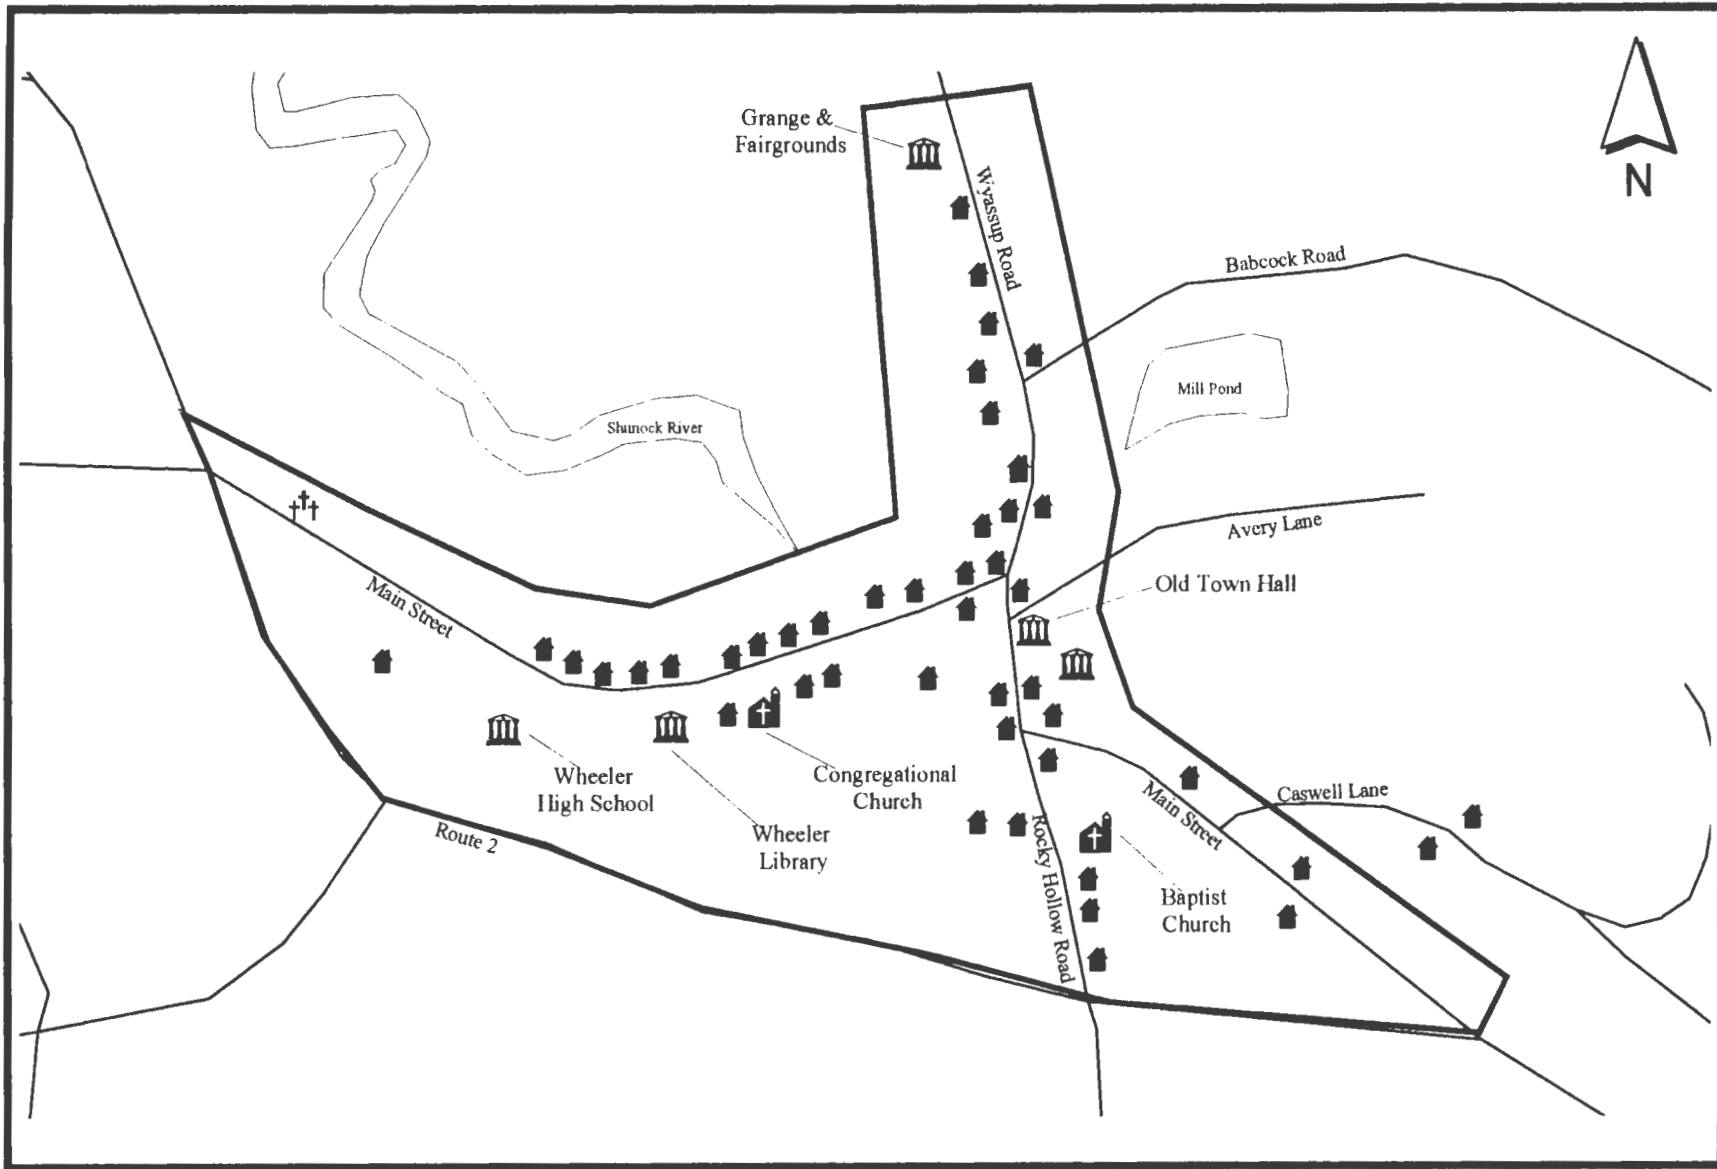 Grange &
Fairgrounds
N
Wyassup Road
Babcock Road
Mill Pond
Shunock River
Avery Lane
Old Town Hall
Main Street
Wheeler
High School
Congregational
Church
Wheeler
Library
Route 2
Main Street
Caswell Lane
Rocky Hollow Road
Baptist
Church